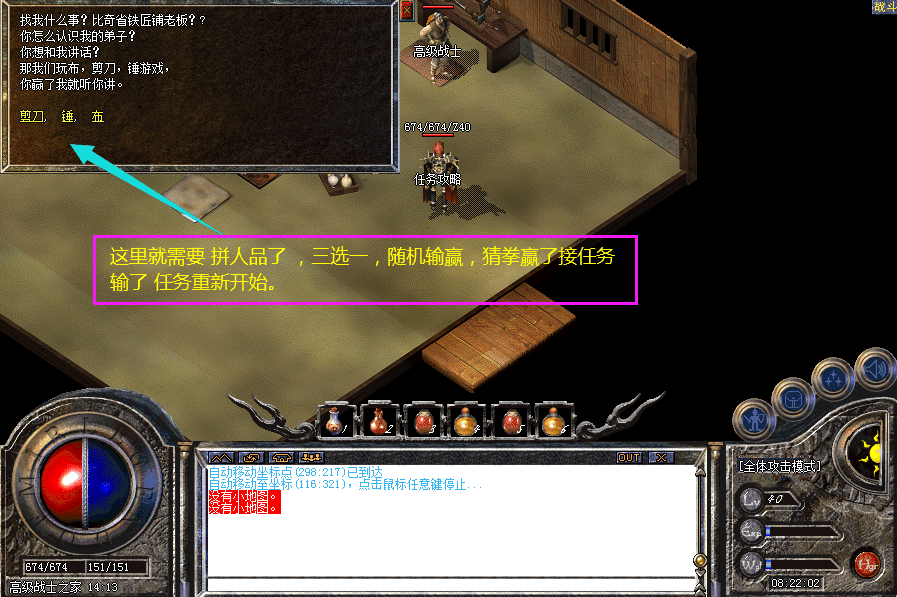 找我什么事？比奇省铁匠铺老板？？
你怎么认识我的弟子？
你想和我讲话？
那我们玩布，剪刀，锤游戏，
你赢了我就听你讲。
剪刀， 锤， 布
战斗
高级战士
674/674/Z40
任务攻略
这里就需要 拼人品了 ，三选一，随机输赢，猜拳赢了接任务
输了 任务重新开始。
1 2 3 4 5 6
OUT
自动移动坐标点(298:217)已到达
自动移动至坐标(116:321)，点击鼠标任意键停止...
没有小地图。
没有小地图。
[全体攻击模式]
Lv 40
Exp
W
674/674 151/151
高级战士之家 14:13
08:22:02